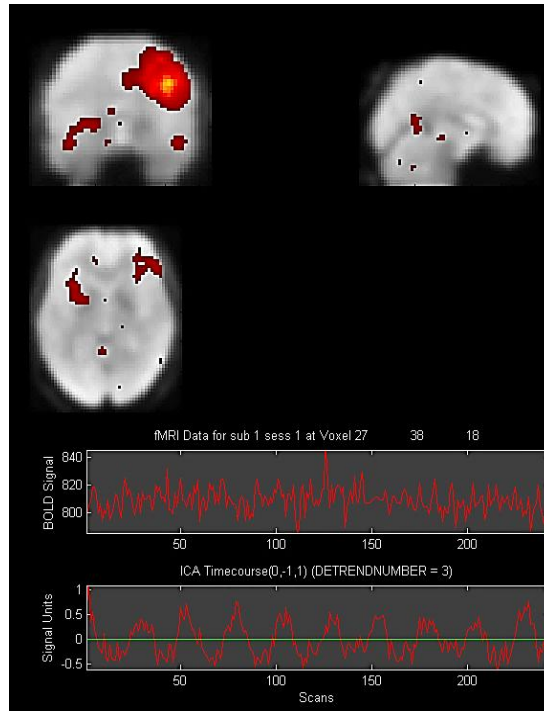 fMRI Data for sub 1 sess 1 at Voxel 27 38 18
BOLD Signal
840
820
800
50 100 150 200
ICA Timecourse(0,-1,1) (DETRENDNUMBER = 3)
Signal Units
1
0.5
0
-0.5
50 100 150 200
Scans